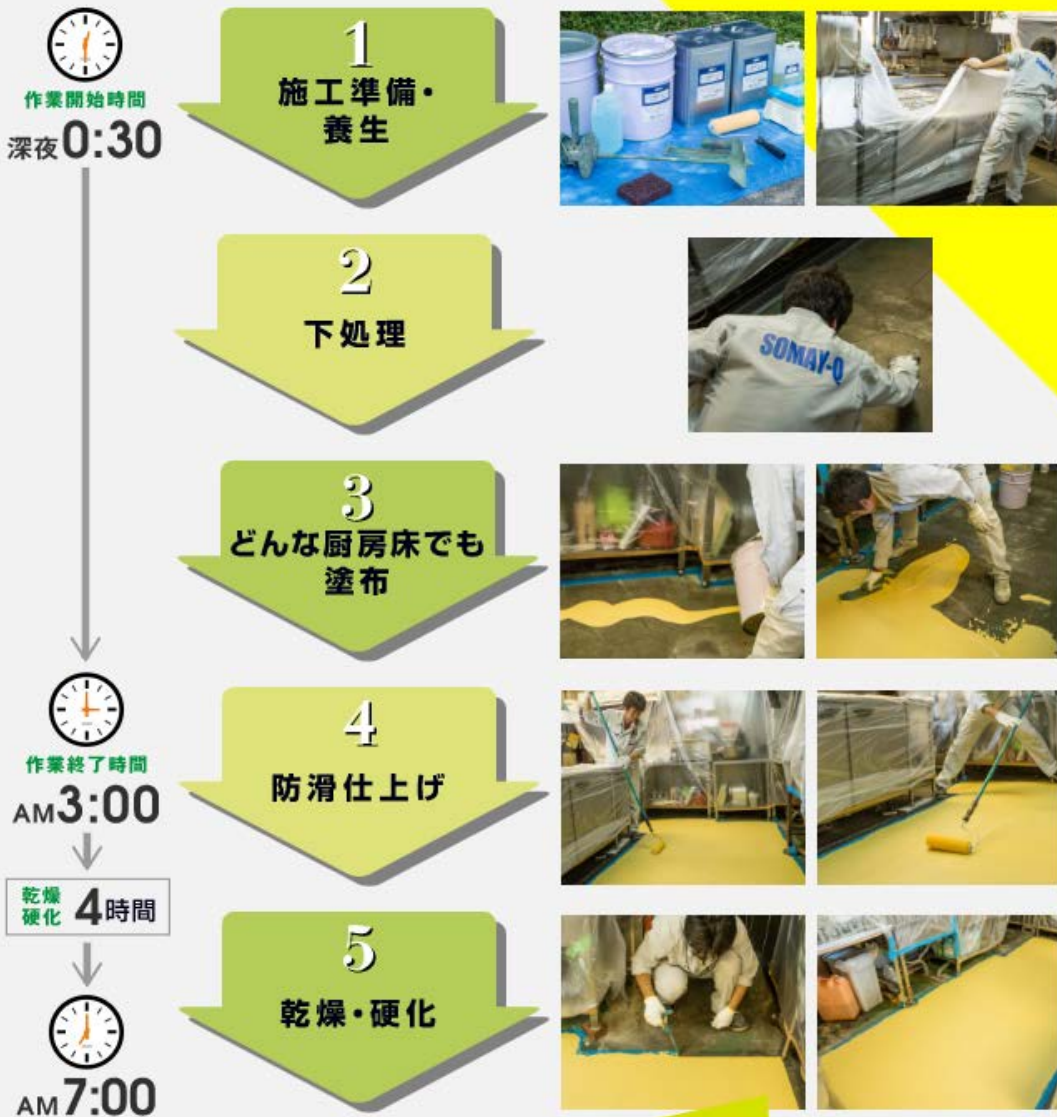 作業開始時間
深夜0:30
1
施工準備・
養生
2
下処理
SOMAY-Q
3
どんな厨房床でも
塗布
作業終了時間
AM3:00
4
防滑仕上げ
乾燥
硬化
4時間
5
乾燥・硬化
AM7:00